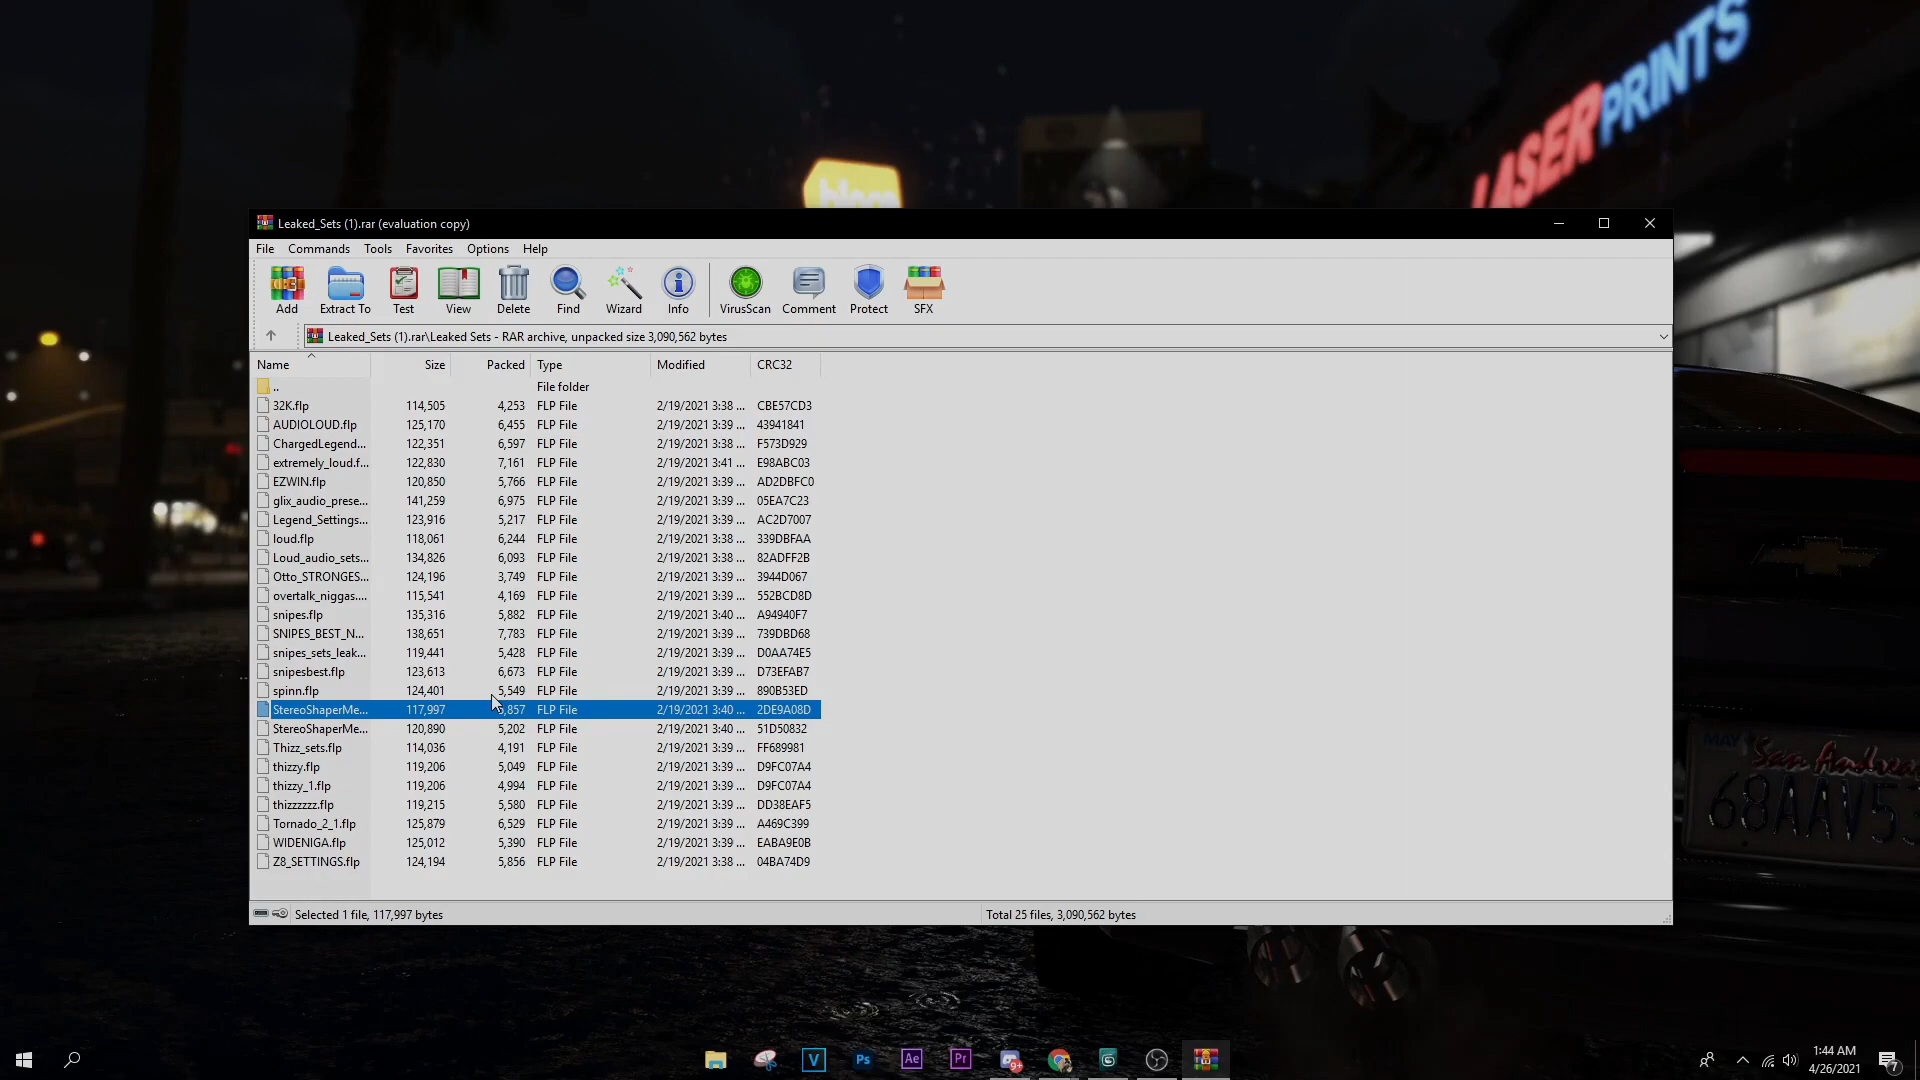 LASERPRINTS
Leaked_Sets (1).rar (evaluation copy)
File Commands Tools Favorites Options Help
Add Extract To Test View Delete Find Wizard Info VirusScan Comment Protect SFX
Leaked_Sets (1).rar\Leaked Sets - RAR archive, unpacked size 3,090,562 bytes
Name Size Packed Type Modified CRC32
.. File folder
32K.flp 114,505 4,253 FLP File 2/19/2021 3:38 ... CBE57CD3
AUDIOLOUD.flp 125,170 6,455 FLP File 2/19/2021 3:39 ... 43941841
ChargedLegend... 122,351 6,597 FLP File 2/19/2021 3:38 ... F573D929
extremely_loud.f... 122,830 7,161 FLP File 2/19/2021 3:41 ... E98ABC03
EZWIN.flp 120,850 5,766 FLP File 2/19/2021 3:39 ... AD2DBFC0
glix_audio_prese... 141,259 6,975 FLP File 2/19/2021 3:39 ... 05EA7C23
Legend_Settings... 123,916 5,217 FLP File 2/19/2021 3:39 ... AC2D7007
loud.flp 118,061 6,244 FLP File 2/19/2021 3:38 ... 339DBFAA
Loud_audio_sets... 134,826 6,093 FLP File 2/19/2021 3:38 ... 82ADFF2B
Otto_STRONGES... 124,196 3,749 FLP File 2/19/2021 3:39 ... 3944D067
overtalk_niggas.... 115,541 4,169 FLP File 2/19/2021 3:39 ... 552BCD8D
snipes.flp 135,316 5,882 FLP File 2/19/2021 3:40 ... A94940F7
SNIPES_BEST_N... 138,651 7,783 FLP File 2/19/2021 3:39 ... 739DBD68
snipes_sets_leak... 119,441 5,428 FLP File 2/19/2021 3:39 ... D0AA74E5
snipesbest.flp 123,613 6,673 FLP File 2/19/2021 3:39 ... D73EFAB7
spinn.flp 124,401 5,549 FLP File 2/19/2021 3:39 ... 890B53ED
StereoShaperMe... 117,997 ,857 FLP File 2/19/2021 3:40 ... 2DE9A08D
StereoShaperMe... 120,890 5,202 FLP File 2/19/2021 3:40 ... 51D50832
Thizz_sets.flp 114,036 4,191 FLP File 2/19/2021 3:39 ... FF689981
thizzy.flp 119,206 5,049 FLP File 2/19/2021 3:39 ... D9FC07A4
thizzy_1.flp 119,206 4,994 FLP File 2/19/2021 3:39 ... D9FC07A4
thizzzzzz.flp 119,215 5,580 FLP File 2/19/2021 3:39 ... DD38EAF5
Tornado_2_1.flp 125,879 6,529 FLP File 2/19/2021 3:39 ... A469C399
WIDENIGA.flp 125,012 5,390 FLP File 2/19/2021 3:39 ... EABA9E0B
Z8_SETTINGS.flp 124,194 5,856 FLP File 2/19/2021 3:38 ... 04BA74D9
MAY
San Andreas
68AAV53
Selected 1 file, 117,997 bytes Total 25 files, 3,090,562 bytes
V Ps Ae Pr 9+
1:44 AM
4/26/2021
7